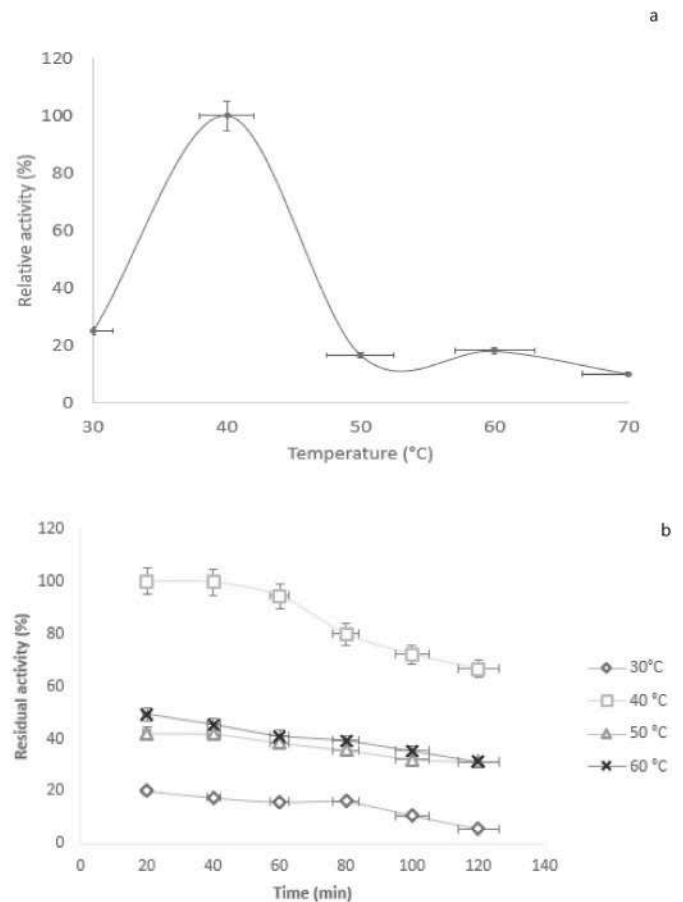 a
120
100
80
60
40
20
0
Relative activity (%)
30 40 50 60 70
Temperature (°C)
b
120
100
80
60
40
20
0
Residual activity (%)
0 20 40 60 80 100 120 140
Time (min)
30°C
40 °C
50 °C
60 °C